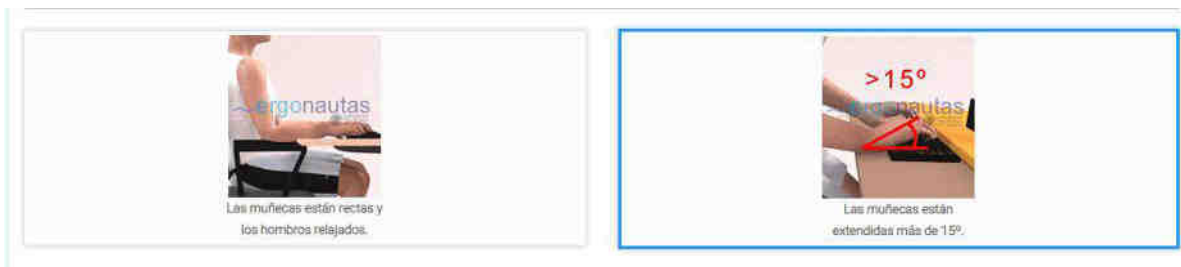 ergonautas
Las muñecas están rectas y
los hombros relajados.
>15º
ergonautas
Las muñecas están
extendidas más de 15º.